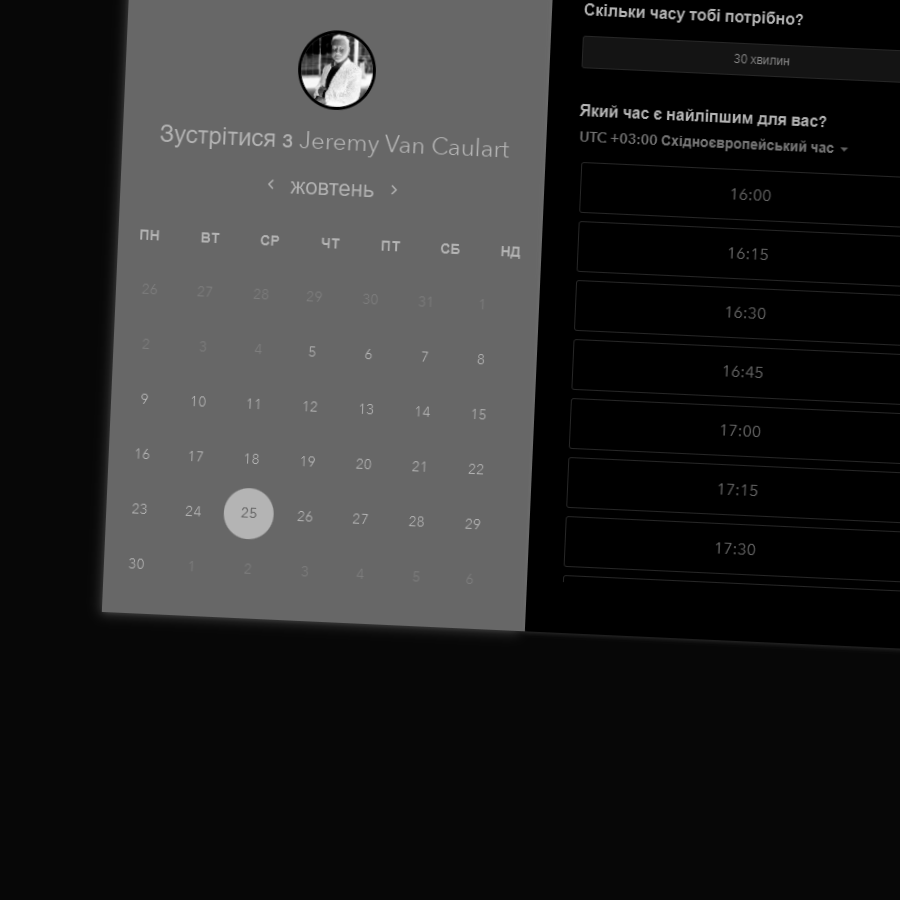 Зустрітися з Jeremy Van Caulart
жовтень
ПН ВТ СР ЧТ ПТ СБ НД
26 27 28 29 30 31 1
2 3 4 5 6 7 8
9 10 11 12 13 14 15
16 17 18 19 20 21 22
23 24 25 26 27 28 29
30 1 2 3 4 5 6
Скільки часу тобі потрібно?
30 хвилин
Який час є найліпшим для вас?
UTC +03:00 Східноєвропейський час
16:00
16:15
16:30
16:45
17:00
17:15
17:30